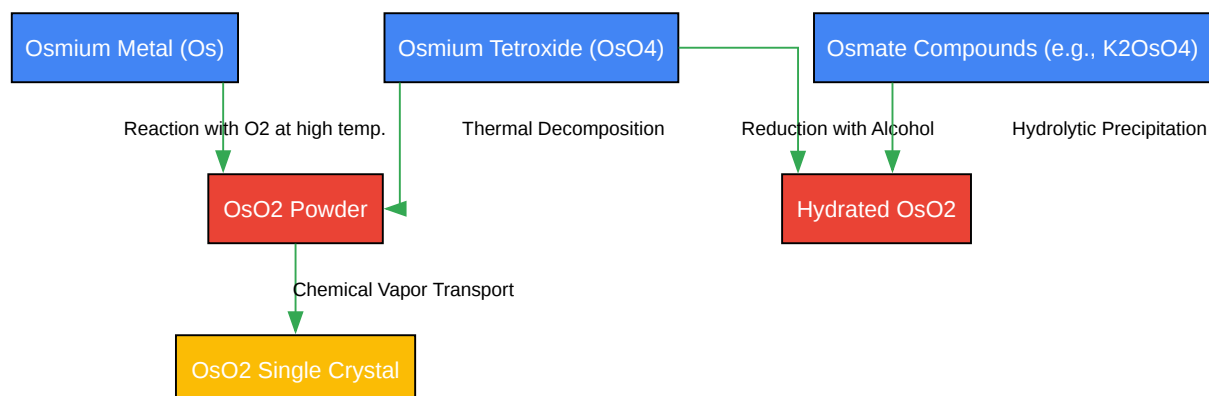 Osmium Metal (Os)
Osmium Tetroxide (OsO4)
Osmate Compounds (e.g., K2OsO4)
Reaction with O2 at high temp.
Thermal Decomposition
Reduction with Alcohol
Hydrolytic Precipitation
OsO2 Powder
Hydrated OsO2
Chemical Vapor Transport
OsO2 Single Crystal